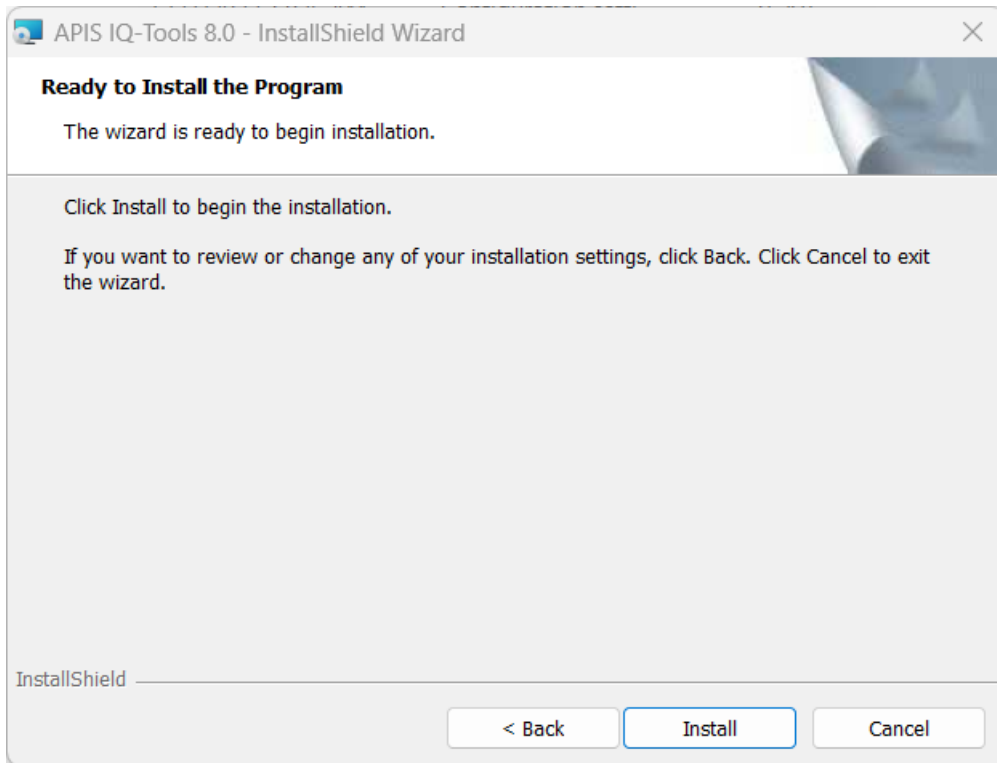 APIS IQ-Tools 8.0 - InstallShield Wizard
Ready to Install the Program
The wizard is ready to begin installation.
Click Install to begin the installation.
If you want to review or change any of your installation settings, click Back. Click Cancel to exit
the wizard.
InstallShield
< Back
Install
Cancel